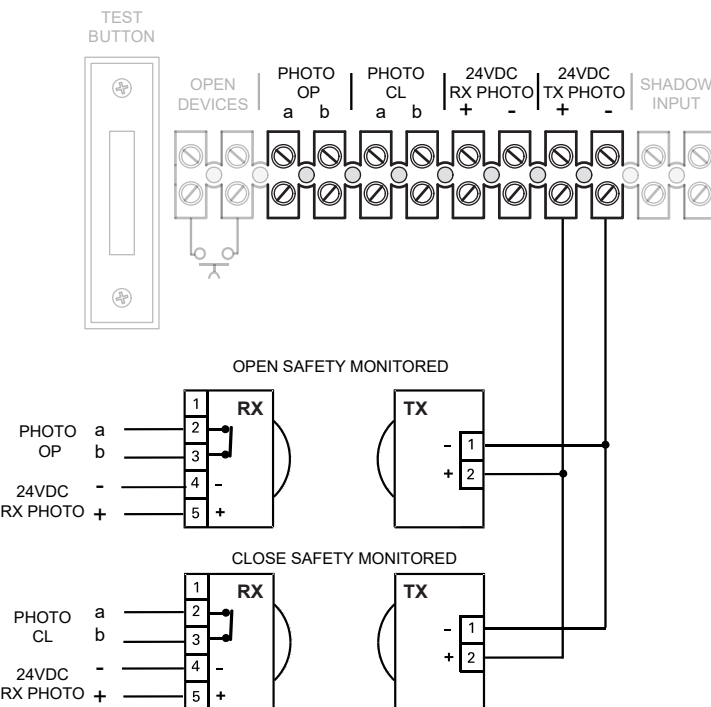 TEST
BUTTON
OPEN
DEVICES
PHOTO
OP
a b
PHOTO
CL
a b
24VDC
RX PHOTO
+ -
24VDC
TX PHOTO
+ -
SHADOW
INPUT
OPEN SAFETY MONITORED
PHOTO
OP
a
b
24VDC
RX PHOTO
-
+
1
2
3
4 -
5 +
RX
TX
- 1
+ 2
CLOSE SAFETY MONITORED
PHOTO
CL
a
b
24VDC
RX PHOTO
-
+
1
2
3
4 -
5 +
RX
TX
- 1
+ 2